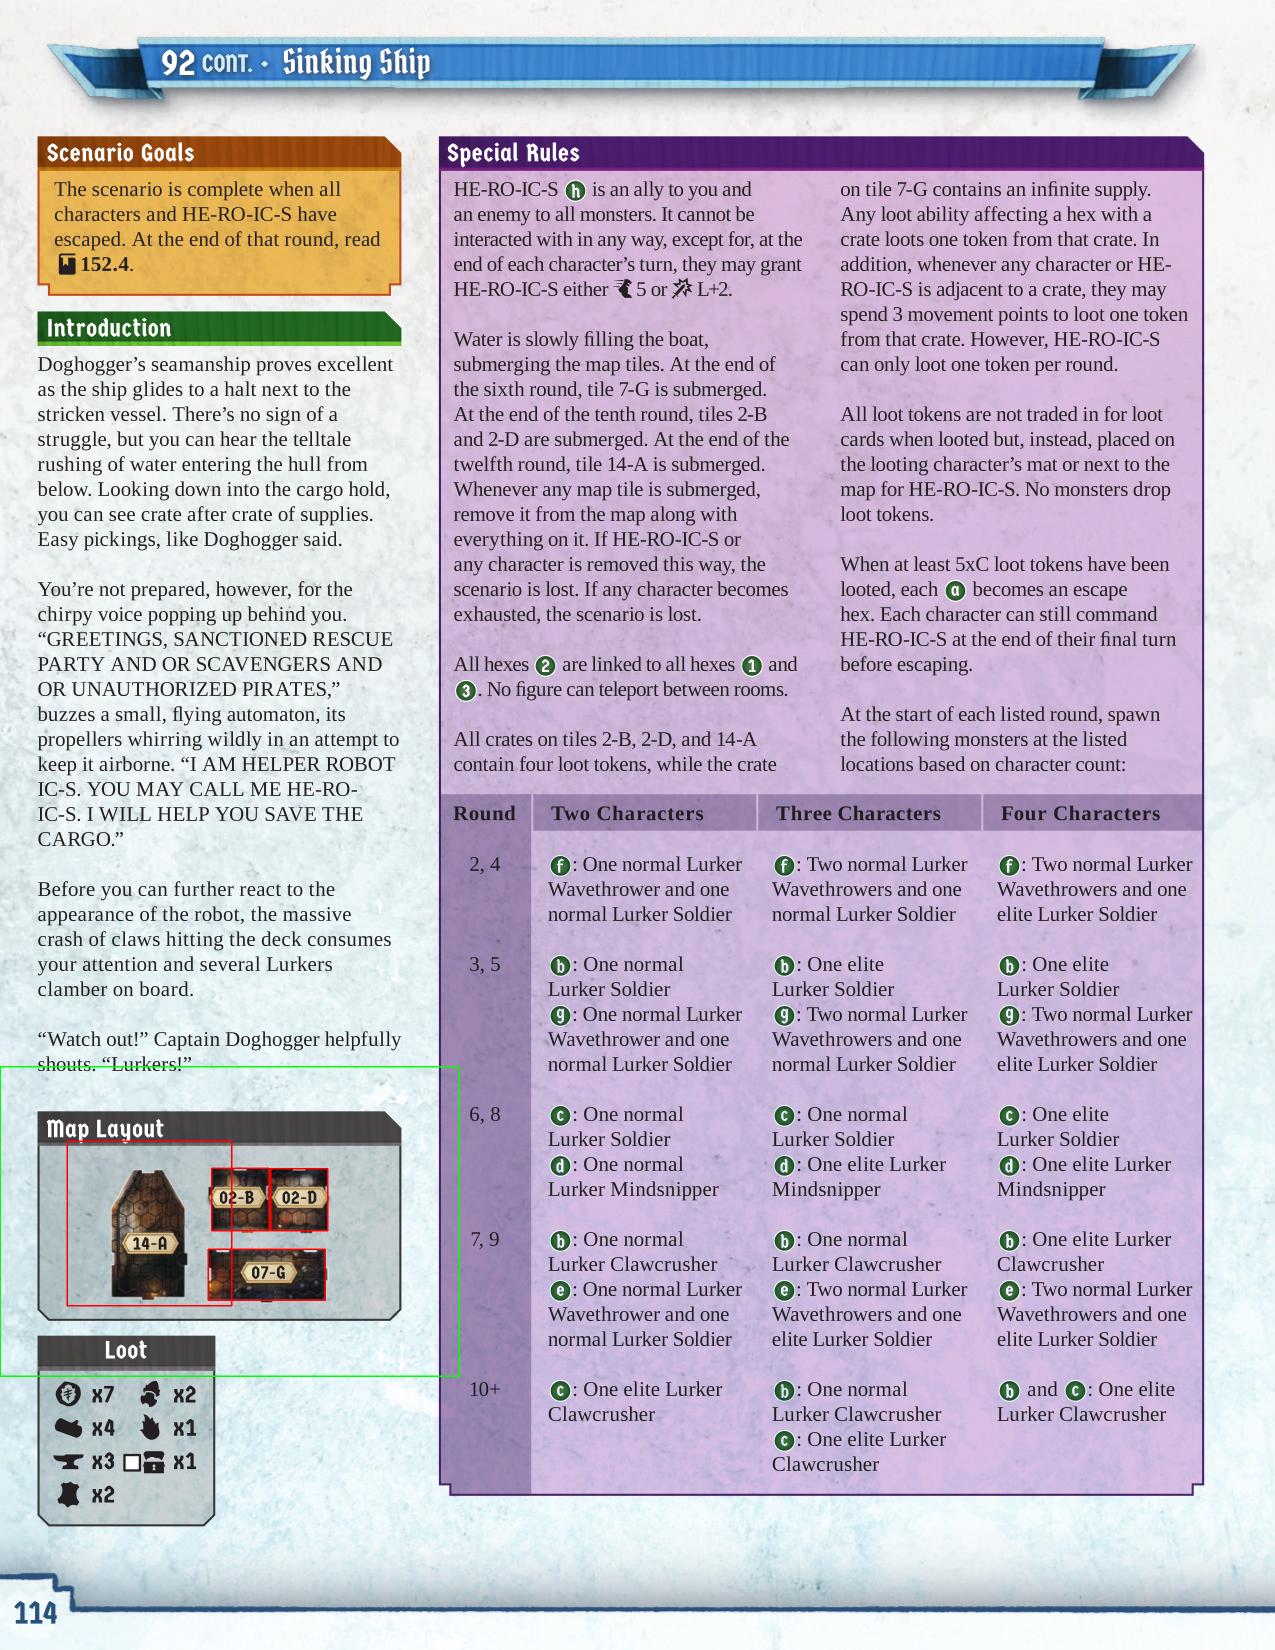 92 CONT. • Sinking Ship
Scenario Goals
The scenario is complete when all
characters and HE-RO-IC-S have
escaped. At the end of that round, read
152.4.
Introduction
Doghogger’s seamanship proves excellent
as the ship glides to a halt next to the
stricken vessel. There’s no sign of a
struggle, but you can hear the telltale
rushing of water entering the hull from
below. Looking down into the cargo hold,
you can see crate after crate of supplies.
Easy pickings, like Doghogger said.
You’re not prepared, however, for the
chirpy voice popping up behind you.
“GREETINGS, SANCTIONED RESCUE
PARTY AND OR SCAVENGERS AND
OR UNAUTHORIZED PIRATES,”
buzzes a small, flying automaton, its
propellers whirring wildly in an attempt to
keep it airborne. “I AM HELPER ROBOT
IC-S. YOU MAY CALL ME HE-RO-
IC-S. I WILL HELP YOU SAVE THE
CARGO.”
Before you can further react to the
appearance of the robot, the massive
crash of claws hitting the deck consumes
your attention and several Lurkers
clamber on board.
“Watch out!” Captain Doghogger helpfully
shouts. “Lurkers!”
Map Layout
14-A
02-B
02-D
07-G
Loot
x7 x2
x4 x1
x3 x1
x2
Special Rules
HE-RO-IC-S h is an ally to you and
an enemy to all monsters. It cannot be
interacted with in any way, except for, at the
end of each character’s turn, they may grant
HE-RO-IC-S either 5 or L+2.
Water is slowly filling the boat,
submerging the map tiles. At the end of
the sixth round, tile 7-G is submerged.
At the end of the tenth round, tiles 2-B
and 2-D are submerged. At the end of the
twelfth round, tile 14-A is submerged.
Whenever any map tile is submerged,
remove it from the map along with
everything on it. If HE-RO-IC-S or
any character is removed this way, the
scenario is lost. If any character becomes
exhausted, the scenario is lost.
All hexes 2 are linked to all hexes 1 and
3. No figure can teleport between rooms.
All crates on tiles 2-B, 2-D, and 14-A
contain four loot tokens, while the crate
on tile 7-G contains an infinite supply.
Any loot ability affecting a hex with a
crate loots one token from that crate. In
addition, whenever any character or HE-
RO-IC-S is adjacent to a crate, they may
spend 3 movement points to loot one token
from that crate. However, HE-RO-IC-S
can only loot one token per round.
All loot tokens are not traded in for loot
cards when looted but, instead, placed on
the looting character’s mat or next to the
map for HE-RO-IC-S. No monsters drop
loot tokens.
When at least 5xC loot tokens have been
looted, each a becomes an escape
hex. Each character can still command
HE-RO-IC-S at the end of their final turn
before escaping.
At the start of each listed round, spawn
the following monsters at the listed
locations based on character count:
Round Two Characters Three Characters Four Characters
2, 4 f: One normal Lurker f: Two normal Lurker f: Two normal Lurker
Wavethrower and one Wavethrowers and one Wavethrowers and one
normal Lurker Soldier normal Lurker Soldier elite Lurker Soldier
3, 5 b: One normal b: One elite b: One elite
Lurker Soldier Lurker Soldier Lurker Soldier
g: One normal Lurker g: Two normal Lurker g: Two normal Lurker
Wavethrower and one Wavethrowers and one Wavethrowers and one
normal Lurker Soldier normal Lurker Soldier elite Lurker Soldier
6, 8 c: One normal c: One normal c: One elite
Lurker Soldier Lurker Soldier Lurker Soldier
d: One normal d: One elite Lurker d: One elite Lurker
Lurker Mindsnipper Mindsnipper Mindsnipper
7, 9 b: One normal b: One normal b: One elite Lurker
Lurker Clawcrusher Lurker Clawcrusher Clawcrusher
e: One normal Lurker e: Two normal Lurker e: Two normal Lurker
Wavethrower and one Wavethrowers and one Wavethrowers and one
normal Lurker Soldier elite Lurker Soldier elite Lurker Soldier
10+ c: One elite Lurker b: One normal b and c: One elite
Clawcrusher Lurker Clawcrusher Lurker Clawcrusher
c: One elite Lurker
Clawcrusher
114